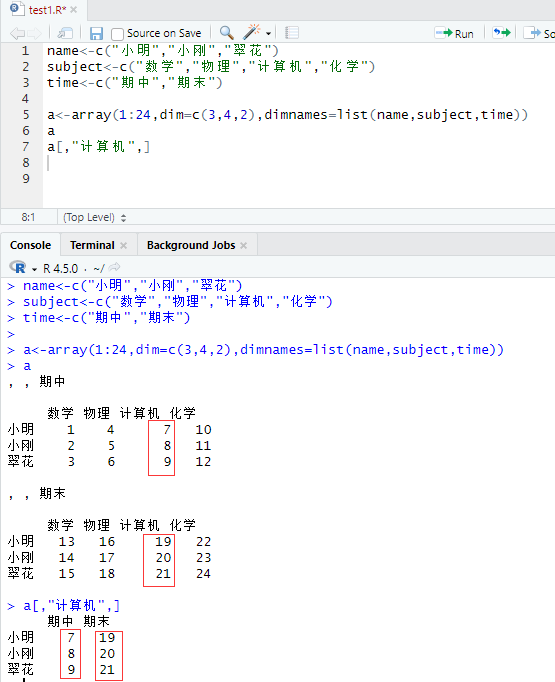 test1.R*
Source on Save
Run
So
1 name<-c("小明","小刚","翠花")
2 subject<-c("数学","物理","计算机","化学")
3 time<-c("期中","期末")
4
5 a<-array(1:24,dim=c(3,4,2),dimnames=list(name,subject,time))
6 a
7 a[,"计算机",]
8
9
8:1 (Top Level)
Console Terminal Background Jobs
R 4.5.0 · ~/
> name<-c("小明","小刚","翠花")
> subject<-c("数学","物理","计算机","化学")
> time<-c("期中","期末")
>
> a<-array(1:24,dim=c(3,4,2),dimnames=list(name,subject,time))
> a
, , 期中
数学 物理 计算机 化学
小明 1 4 7 10
小刚 2 5 8 11
翠花 3 6 9 12
, , 期末
数学 物理 计算机 化学
小明 13 16 19 22
小刚 14 17 20 23
翠花 15 18 21 24
> a[,"计算机",]
期中 期末
小明 7 19
小刚 8 20
翠花 9 21